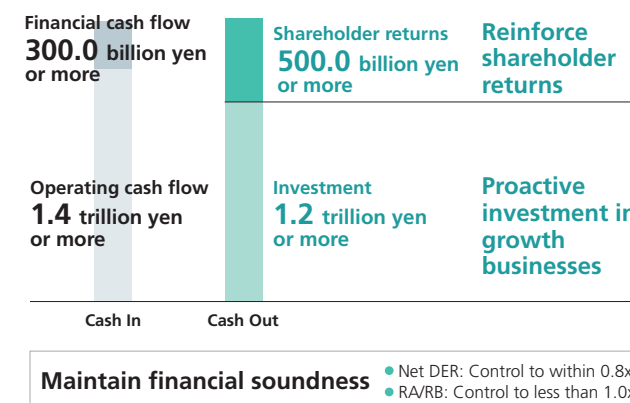 Financial cash flow
300.0 billion yen
or more
Shareholder returns
500.0 billion yen
or more
Reinforce
shareholder
returns
Operating cash flow
1.4 trillion yen
or more
Investment
1.2 trillion yen
or more
Proactive
investment in
growth
businesses
Cash In
Cash Out
Maintain financial soundness
● Net DER: Control to within 0.8x
● RA/RB: Control to less than 1.0x